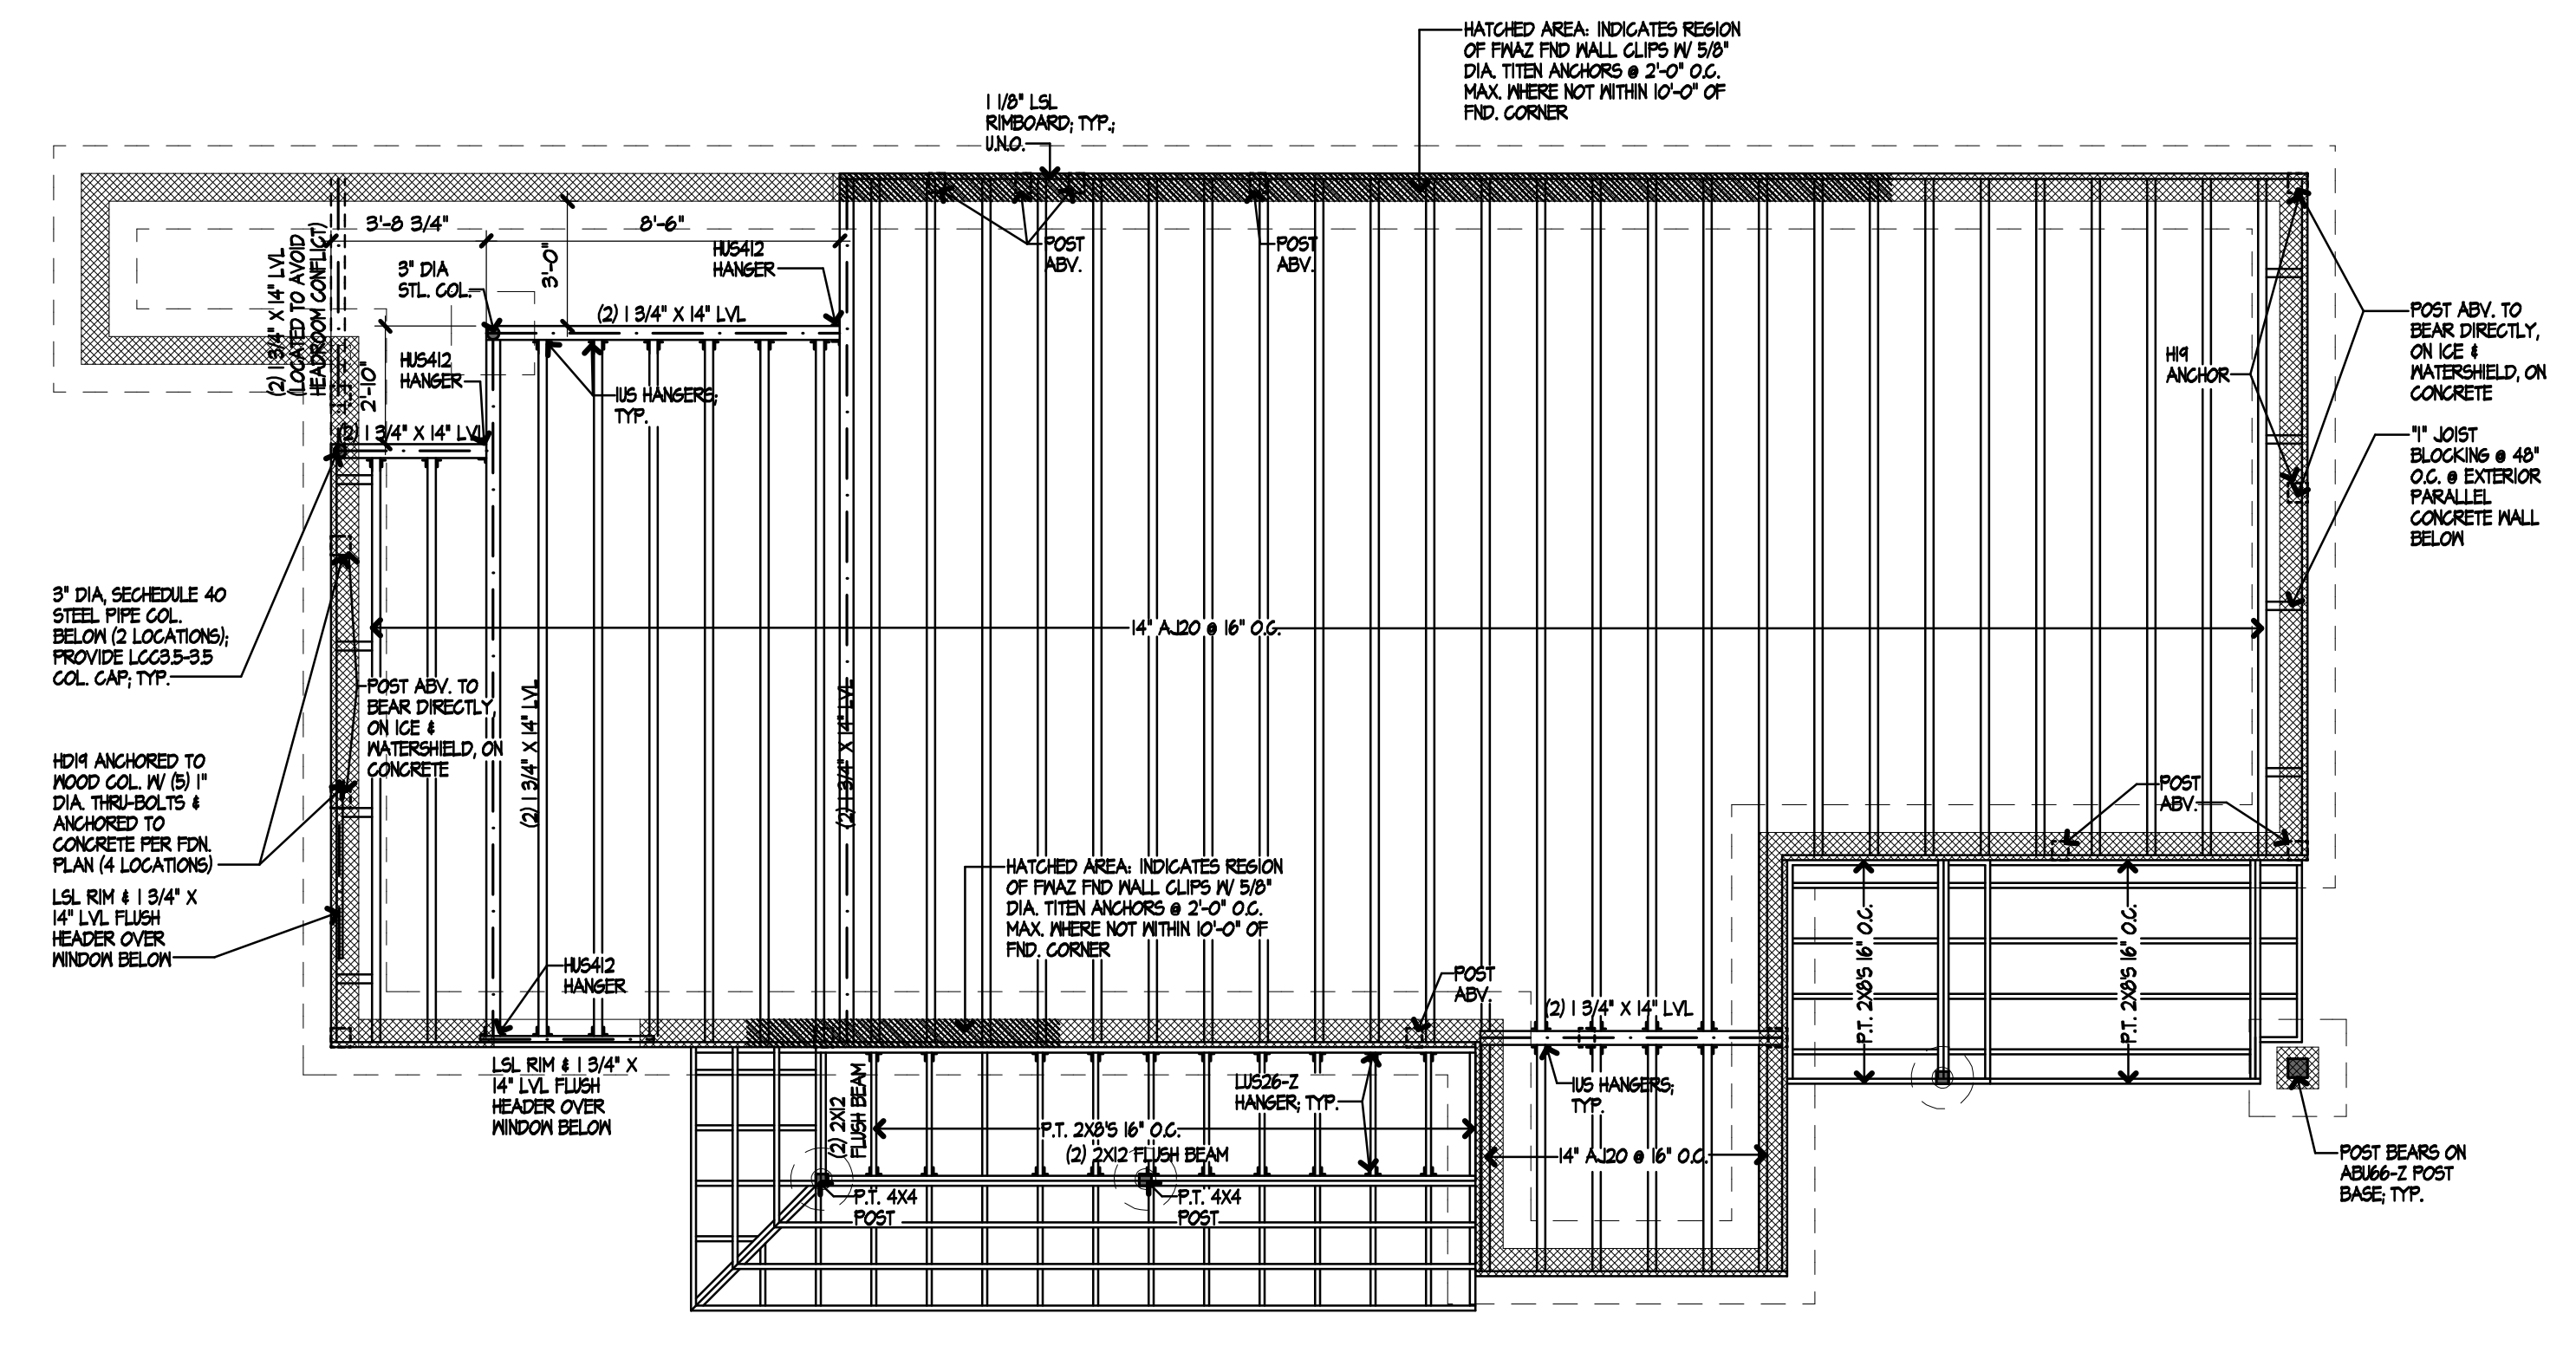 HATCHED AREA: INDICATES REGION
OF FWAZ FND WALL CLIPS W/ 5/8"
DIA. TITEN ANCHORS @ 2'-0" O.C.
MAX. WHERE NOT WITHIN 10'-0" OF
FND. CORNER
1 1/8" LSL
RIMBOARD; TYP.;
U.N.O.
3'-8 3/4"
8'-6"
3'-0"
HUS412
HANGER
POST
ABV.
POST
ABV.
3" DIA
STL. COL.
(2) 1 3/4" X 14" LVL
(LOCATED TO AVOID
HEADROOM CONFLICT)
(2) 1 3/4" X 14" LVL
2'-10"
HUS412
HANGER
IUS HANGERS;
TYP.
(2) 1 3/4" X 14" LVL
POST ABV. TO
BEAR DIRECTLY,
ON ICE &
WATERSHIELD, ON
CONCRETE
H19
ANCHOR
"I" JOIST
BLOCKING @ 48"
O.C. @ EXTERIOR
PARALLEL
CONCRETE WALL
BELOW
3" DIA, SECHEDULE 40
STEEL PIPE COL.
BELOW (2 LOCATIONS);
PROVIDE LCC3.5-3.5
COL. CAP; TYP.
14" AJ20 @ 16" O.C.
POST ABV. TO
BEAR DIRECTLY,
ON ICE &
WATERSHIELD, ON
CONCRETE
(2) 1 3/4" X 14" LVL
(2) 1 3/4" X 14" LVL
HD19 ANCHORED TO
WOOD COL. W/ (5) 1"
DIA. THRU-BOLTS &
ANCHORED TO
CONCRETE PER FDN.
PLAN (4 LOCATIONS)
LSL RIM & 1 3/4" X
14" LVL FLUSH
HEADER OVER
WINDOW BELOW
POST
ABV.
HATCHED AREA: INDICATES REGION
OF FWAZ FND WALL CLIPS W/ 5/8"
DIA. TITEN ANCHORS @ 2'-0" O.C.
MAX. WHERE NOT WITHIN 10'-0" OF
FND. CORNER
HUS412
HANGER
POST
ABV.
(2) 1 3/4" X 14" LVL
P.T. 2X8'S 16" O.C.
P.T. 2X8'S 16" O.C.
LSL RIM & 1 3/4" X
14" LVL FLUSH
HEADER OVER
WINDOW BELOW
(2) 2X12
FLUSH BEAM
LUS26-Z
HANGER; TYP.
IUS HANGERS;
TYP.
P.T. 2X8'S 16" O.C.
(2) 2X12 FLUSH BEAM
14" AJ20 @ 16" O.C.
P.T. 4X4
POST
P.T. 4X4
POST
POST BEARS ON
ABU66-Z POST
BASE; TYP.